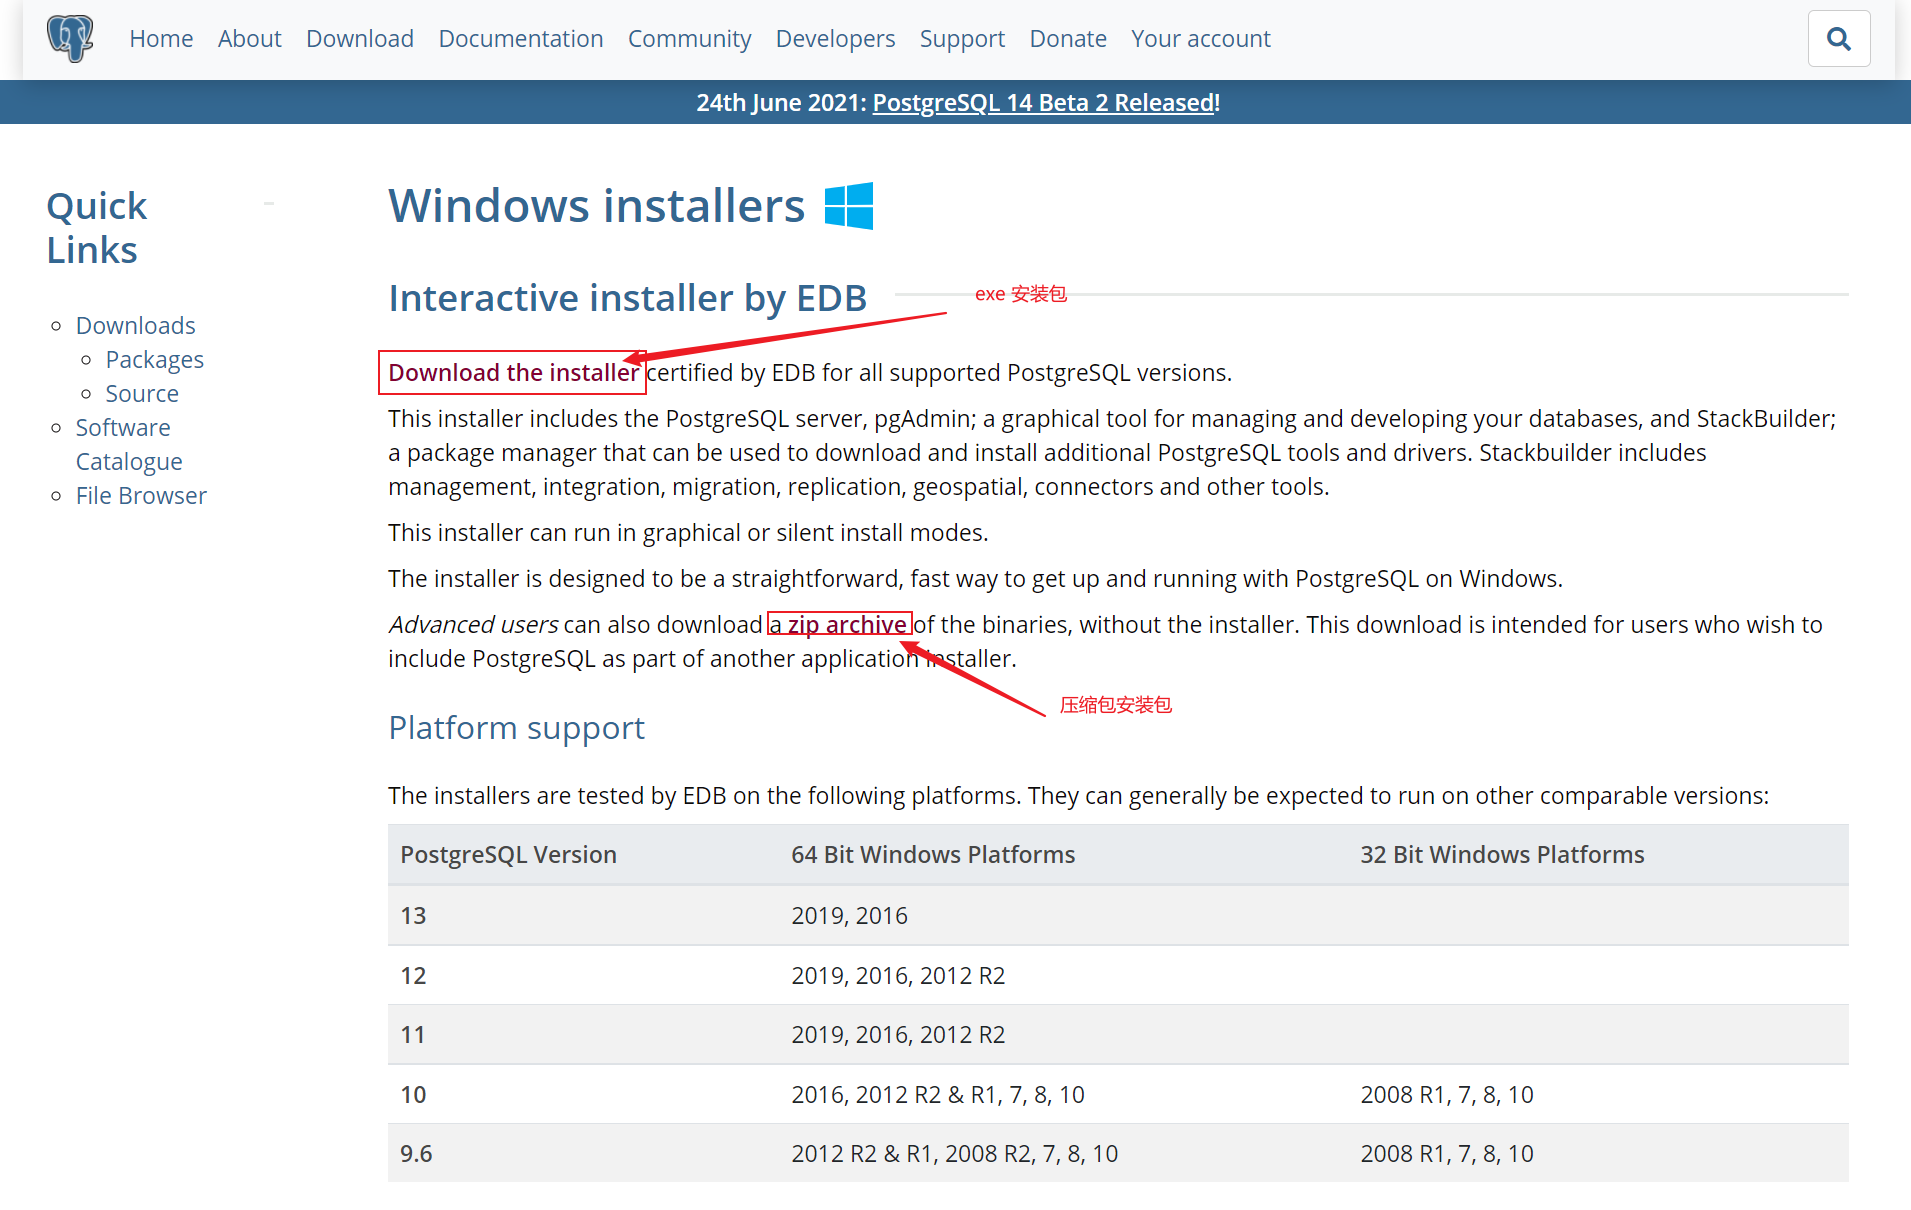 Home About Download Documentation Community Developers Support Donate Your account
24th June 2021: PostgreSQL 14 Beta 2 Released!
Quick
Links
Downloads
Packages
Source
Software
Catalogue
File Browser
Windows installers
Interactive installer by EDB
exe 安装包
Download the installer certified by EDB for all supported PostgreSQL versions.
This installer includes the PostgreSQL server, pgAdmin; a graphical tool for managing and developing your databases, and StackBuilder;
a package manager that can be used to download and install additional PostgreSQL tools and drivers. Stackbuilder includes
management, integration, migration, replication, geospatial, connectors and other tools.
This installer can run in graphical or silent install modes.
The installer is designed to be a straightforward, fast way to get up and running with PostgreSQL on Windows.
Advanced users can also download a zip archive of the binaries, without the installer. This download is intended for users who wish to
include PostgreSQL as part of another application installer.
压缩包安装包
Platform support
The installers are tested by EDB on the following platforms. They can generally be expected to run on other comparable versions:
PostgreSQL Version 64 Bit Windows Platforms 32 Bit Windows Platforms
13 2019, 2016
12 2019, 2016, 2012 R2
11 2019, 2016, 2012 R2
10 2016, 2012 R2 & R1, 7, 8, 10 2008 R1, 7, 8, 10
9.6 2012 R2 & R1, 2008 R2, 7, 8, 10 2008 R1, 7, 8, 10